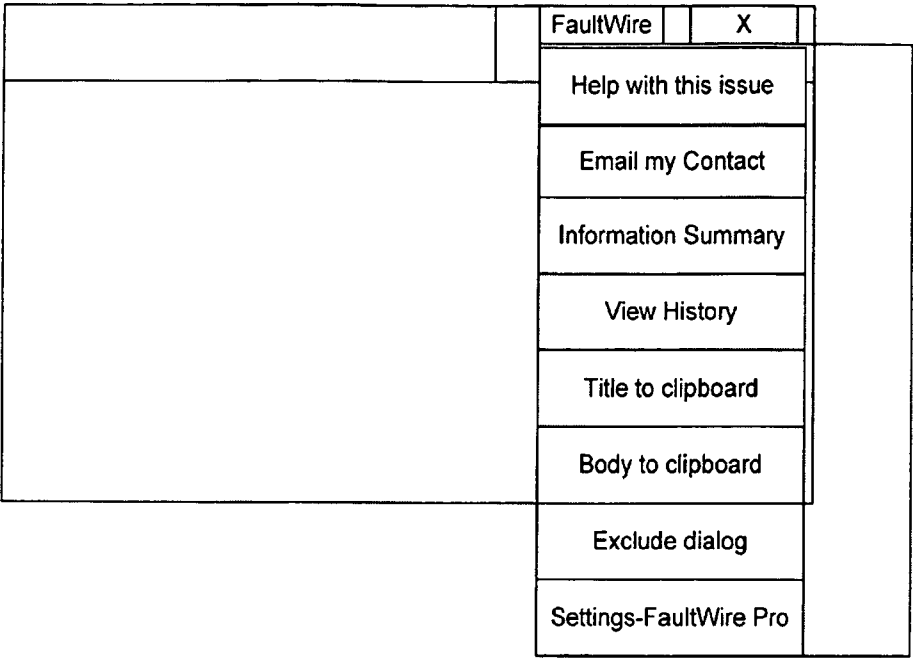 FaultWire X
Help with this issue
Email my Contact
Information Summary
View History
Title to clipboard
Body to clipboard
Exclude dialog
Settings-FaultWire Pro